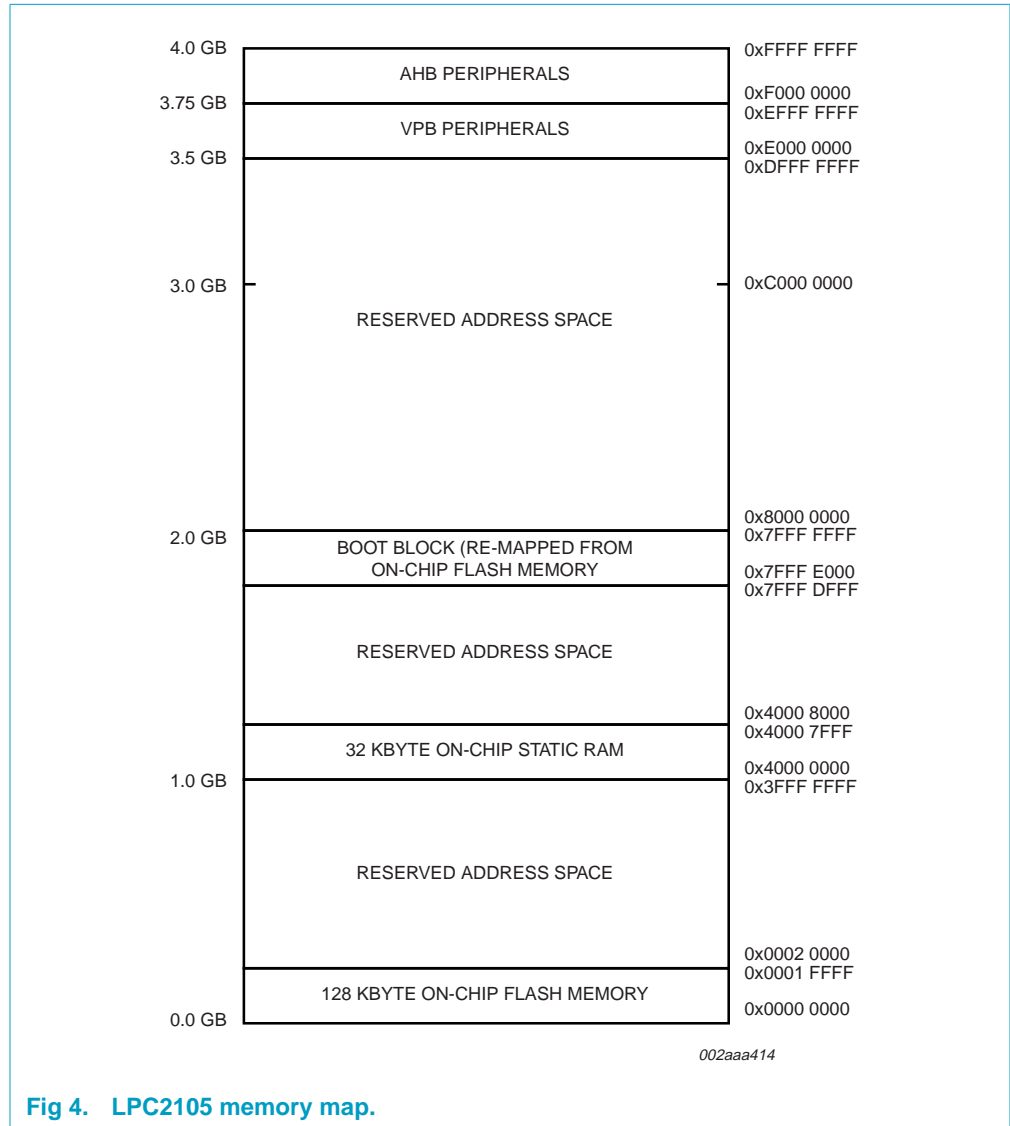 4.0 GB
0xFFFF FFFF
AHB PERIPHERALS
0xF000 0000
3.75 GB
0xEFFF FFFF
VPB PERIPHERALS
0xE000 0000
3.5 GB
0xDFFF FFFF
3.0 GB
0xC000 0000
RESERVED ADDRESS SPACE
0x8000 0000
2.0 GB
0x7FFF FFFF
BOOT BLOCK (RE-MAPPED FROM
ON-CHIP FLASH MEMORY
0x7FFF E000
0x7FFF DFFF
RESERVED ADDRESS SPACE
0x4000 8000
0x4000 7FFF
32 KBYTE ON-CHIP STATIC RAM
0x4000 0000
1.0 GB
0x3FFF FFFF
RESERVED ADDRESS SPACE
0x0002 0000
0x0001 FFFF
128 KBYTE ON-CHIP FLASH MEMORY
0x0000 0000
0.0 GB
002aaa414
Fig 4. LPC2105 memory map.